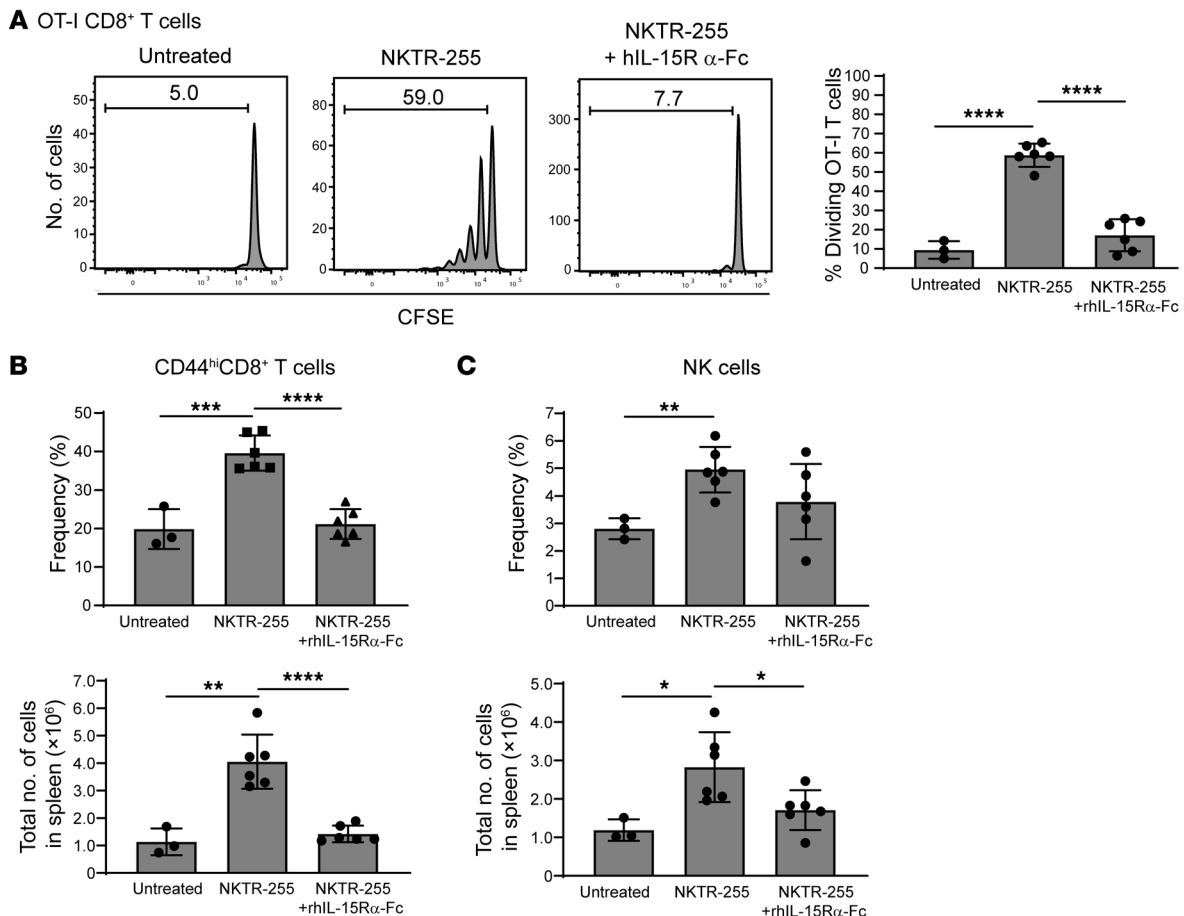 A OT-I CD8⁺ T cells
Untreated
NKTR-255
NKTR-255
+ hIL-15R α-Fc
5.0
59.0
7.7
No. of cells
50
40
30
20
10
0
80
60
40
20
0
300
200
100
0
0 10³ 10⁴ 10⁵
0 10³ 10⁴ 10⁵
0 10³ 10⁴ 10⁵
CFSE
% Dividing OT-I T cells
100
90
80
70
60
50
40
30
20
10
0
**** ****
Untreated NKTR-255 NKTR-255
+rhIL-15Rα-Fc
B CD44ʰⁱCD8⁺ T cells
Frequency (%)
50
40
30
20
10
0
*** ****
Untreated NKTR-255 NKTR-255
+rhIL-15Rα-Fc
Total no. of cells
in spleen (×10⁶)
7.0
6.0
5.0
4.0
3.0
2.0
1.0
0
** ****
Untreated NKTR-255 NKTR-255
+rhIL-15Rα-Fc
C NK cells
Frequency (%)
7
6
5
4
3
2
1
0
**
Untreated NKTR-255 NKTR-255
+rhIL-15Rα-Fc
Total no. of cells
in spleen (×10⁶)
5.0
4.0
3.0
2.0
1.0
0
* *
Untreated NKTR-255 NKTR-255
+rhIL-15Rα-Fc